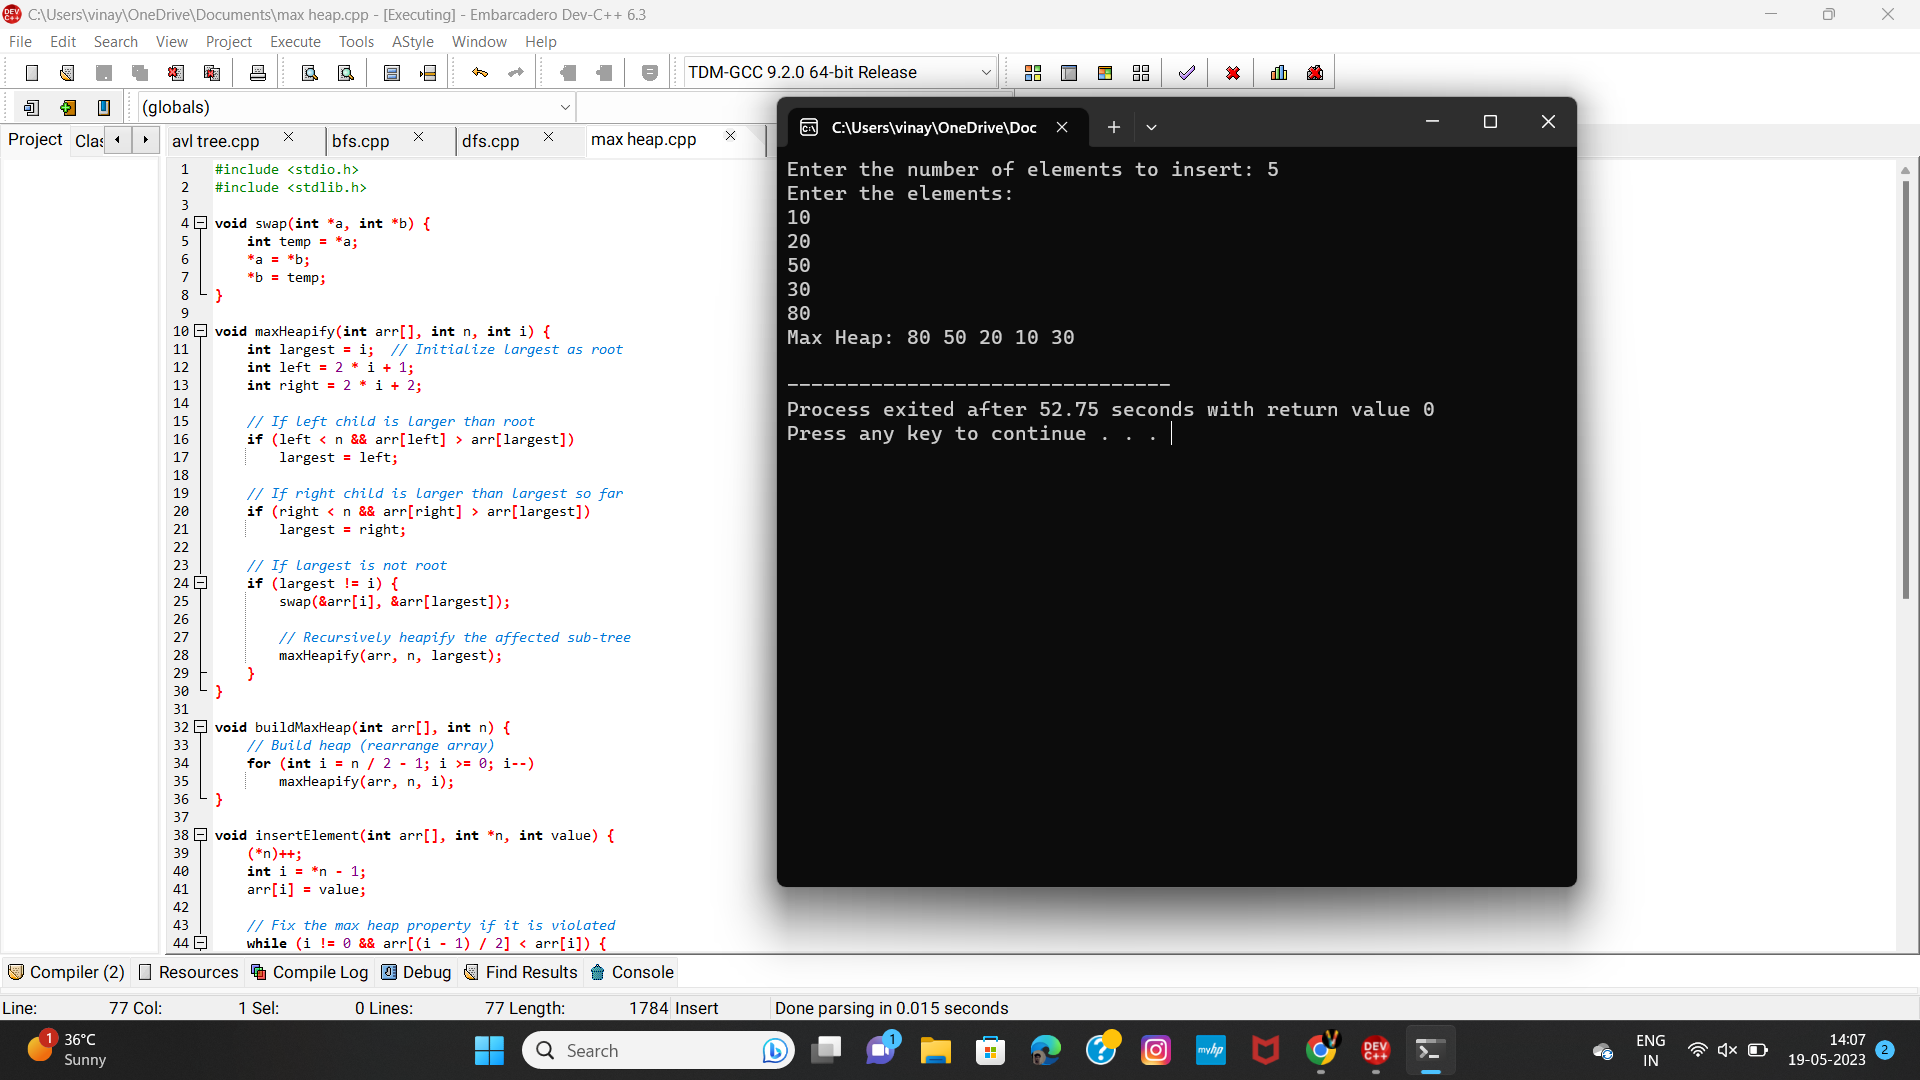 C:\Users\vinay\OneDrive\Documents\max heap.cpp - [Executing] - Embarcadero Dev-C++ 6.3
File Edit Search View Project Execute Tools AStyle Window Help
TDM-GCC 9.2.0 64-bit Release
(globals)
Project Clas avl tree.cpp bfs.cpp dfs.cpp max heap.cpp
1 #include <stdio.h>
2 #include <stdlib.h>
3
4 void swap(int *a, int *b) {
5 int temp = *a;
6 *a = *b;
7 *b = temp;
8 }
9
10 void maxHeapify(int arr[], int n, int i) {
11 int largest = i; // Initialize largest as root
12 int left = 2 * i + 1;
13 int right = 2 * i + 2;
14
15 // If left child is larger than root
16 if (left < n && arr[left] > arr[largest])
17 largest = left;
18
19 // If right child is larger than largest so far
20 if (right < n && arr[right] > arr[largest])
21 largest = right;
22
23 // If largest is not root
24 if (largest != i) {
25 swap(&arr[i], &arr[largest]);
26
27 // Recursively heapify the affected sub-tree
28 maxHeapify(arr, n, largest);
29 }
30 }
31
32 void buildMaxHeap(int arr[], int n) {
33 // Build heap (rearrange array)
34 for (int i = n / 2 - 1; i >= 0; i--)
35 maxHeapify(arr, n, i);
36 }
37
38 void insertElement(int arr[], int *n, int value) {
39 (*n)++;
40 int i = *n - 1;
41 arr[i] = value;
42
43 // Fix the max heap property if it is violated
44 while (i != 0 && arr[(i - 1) / 2] < arr[i]) {
C:\Users\vinay\OneDrive\Doc
Enter the number of elements to insert: 5
Enter the elements:
10
20
50
30
80
Max Heap: 80 50 20 10 30
--------------------------------
Process exited after 52.75 seconds with return value 0
Press any key to continue . . .
Compiler (2) Resources Compile Log Debug Find Results Console
Line: 77 Col: 1 Sel: 0 Lines: 77 Length: 1784 Insert Done parsing in 0.015 seconds
1 36°C
Sunny
Search
1
myhp
V
DEV
C++
ENG
IN
14:07
19-05-2023
2